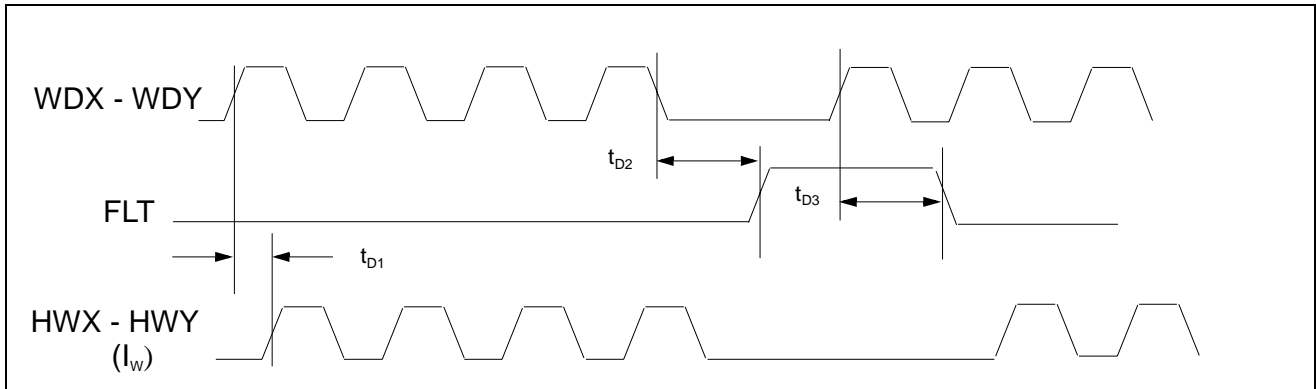 WDX - WDY
t_D2
t_D3
FLT
t_D1
HWX - HWY
(I_W)